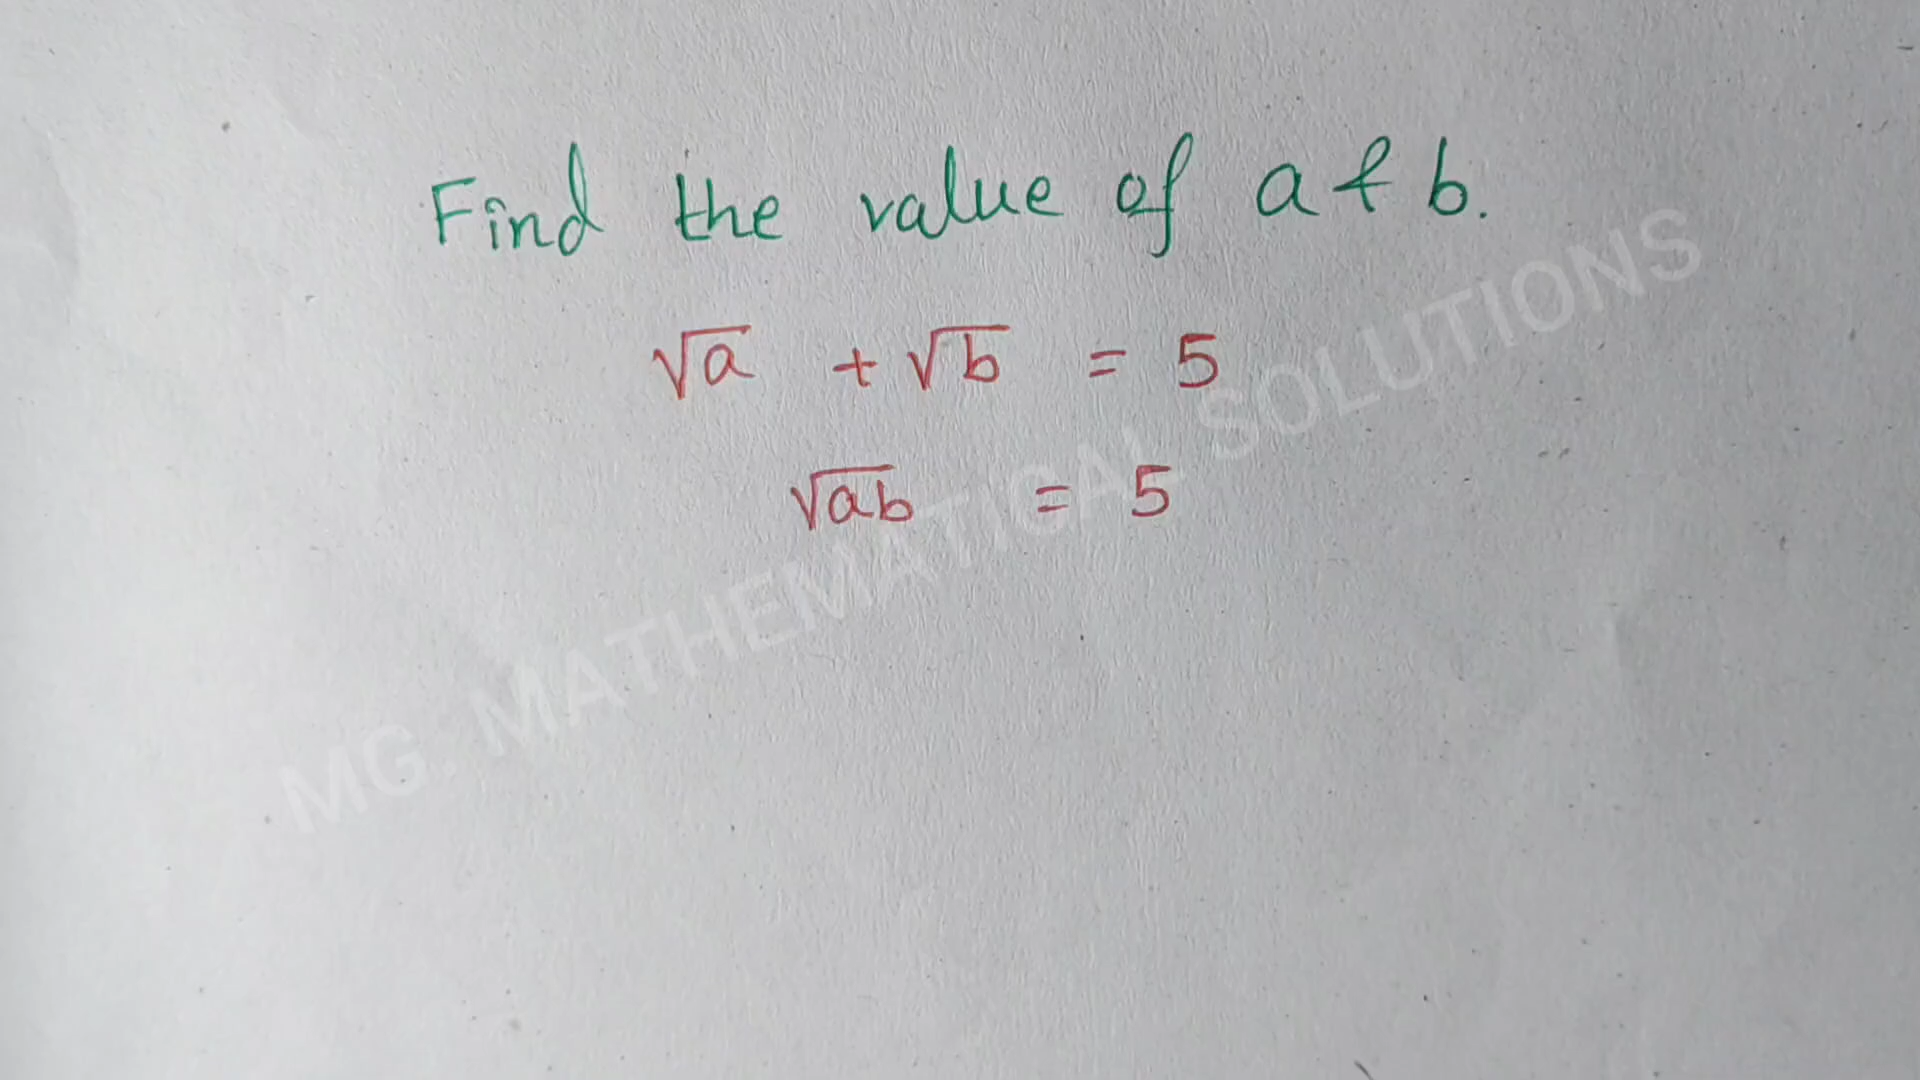 Find the value of a & b.
√a + √b = 5
√ab = 5
MG. MATHEMATICAL SOLUTIONS